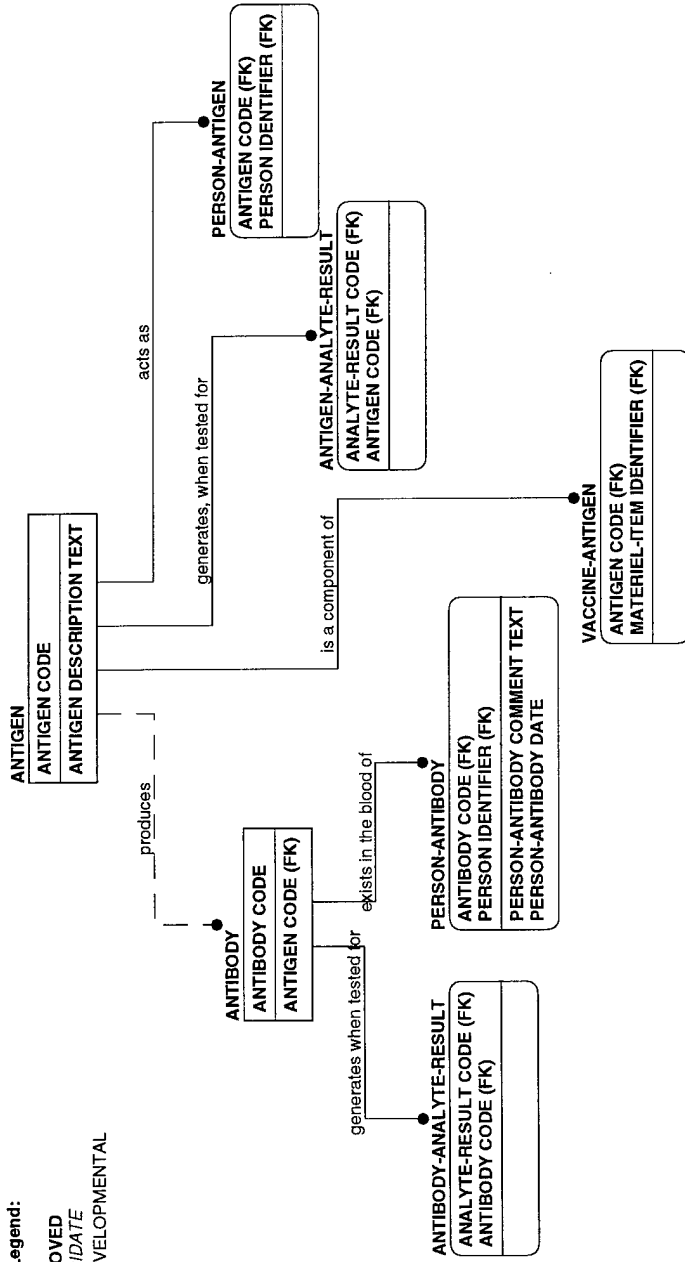 Legend:
OVED
IDATE
VELOPMENTAL
ANTIGEN
ANTIGEN CODE
ANTIGEN DESCRIPTION TEXT
produces
acts as
generates, when tested for
is a component of
PERSON-ANTIGEN
ANTIGEN CODE (FK)
PERSON IDENTIFIER (FK)
ANTIBODY
ANTIBODY CODE
ANTIGEN CODE (FK)
ANTIGEN-ANALYTE-RESULT
ANALYTE-RESULT CODE (FK)
ANTIGEN CODE (FK)
generates when tested for
exists in the blood of
ANTIBODY-ANALYTE-RESULT
ANALYTE-RESULT CODE (FK)
ANTIBODY CODE (FK)
PERSON-ANTIBODY
ANTIBODY CODE (FK)
PERSON IDENTIFIER (FK)
PERSON-ANTIBODY COMMENT TEXT
PERSON-ANTIBODY DATE
VACCINE-ANTIGEN
ANTIGEN CODE (FK)
MATERIEL-ITEM IDENTIFIER (FK)